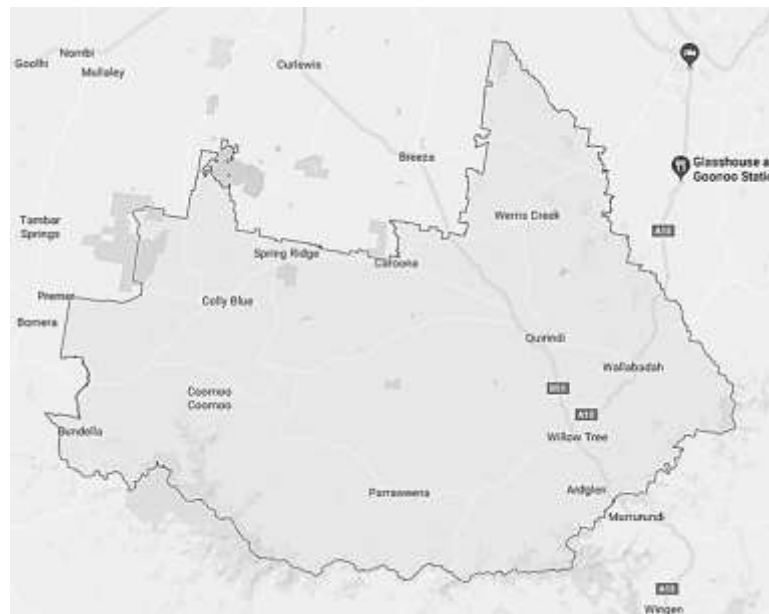 Nombi
Goolhi
Mullaley
Curlewis
Breeza
Glasshouse a
Goonoo Static
Werris Creek
Tambar
Springs
A15
Spring Ridge
Caroona
Premer
Colly Blue
Bomera
Quirindi
Wallabadah
Coomoo
Coomoo
B51
A15
Bundella
Willow Tree
Parraweena
Ardglen
Murrurundi
A15
Wingen